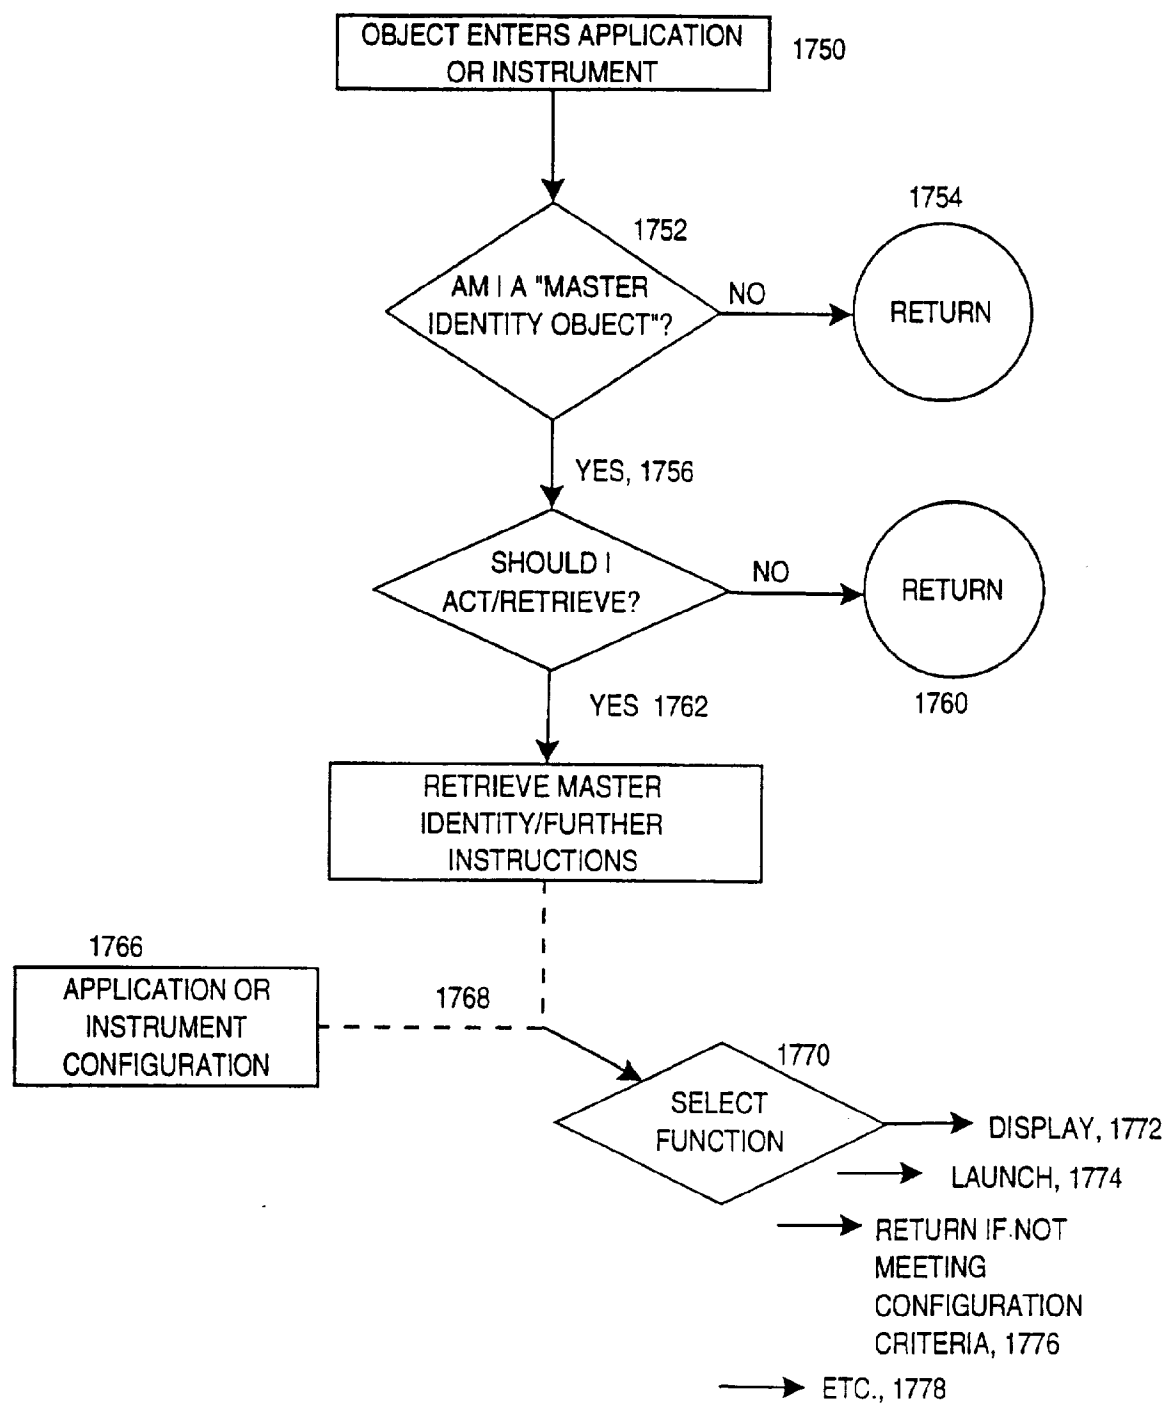 OBJECT ENTERS APPLICATION
OR INSTRUMENT
1750
1754
1752
AM I A "MASTER
IDENTITY OBJECT"?
NO
RETURN
YES, 1756
SHOULD I
ACT/RETRIEVE?
NO
RETURN
1760
YES 1762
RETRIEVE MASTER
IDENTITY/FURTHER
INSTRUCTIONS
1766
APPLICATION OR
INSTRUMENT
CONFIGURATION
1768
1770
SELECT
FUNCTION
DISPLAY, 1772
LAUNCH, 1774
RETURN IF NOT
MEETING
CONFIGURATION
CRITERIA, 1776
ETC., 1778